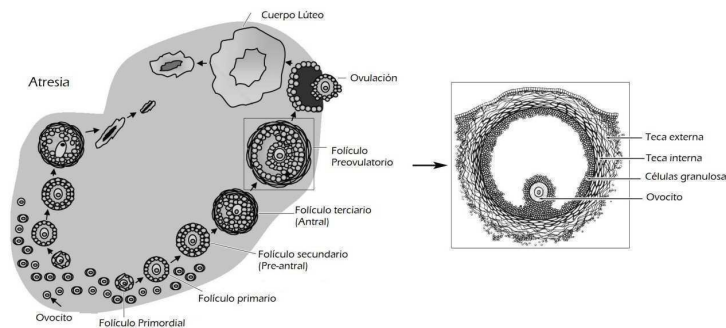 Cuerpo Lúteo
Atresia
Ovulación
Folículo
Preovulatorio
Folículo terciario
(Antral)
Folículo secundario
(Pre-antral)
Folículo primario
Ovocito
Folículo Primordial
Teca externa
Teca interna
Células granulosa
Ovocito